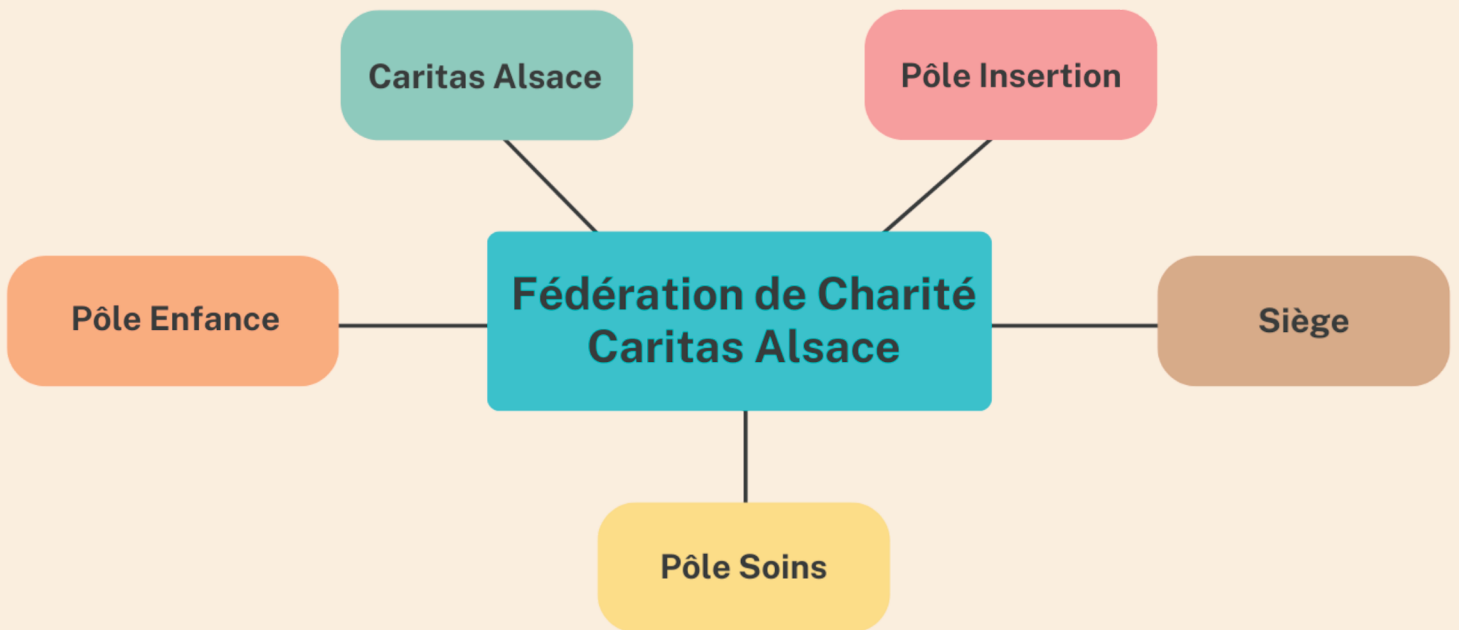 Caritas Alsace
Pôle Insertion
Fédération de Charité
Caritas Alsace
Pôle Enfance
Siège
Pôle Soins